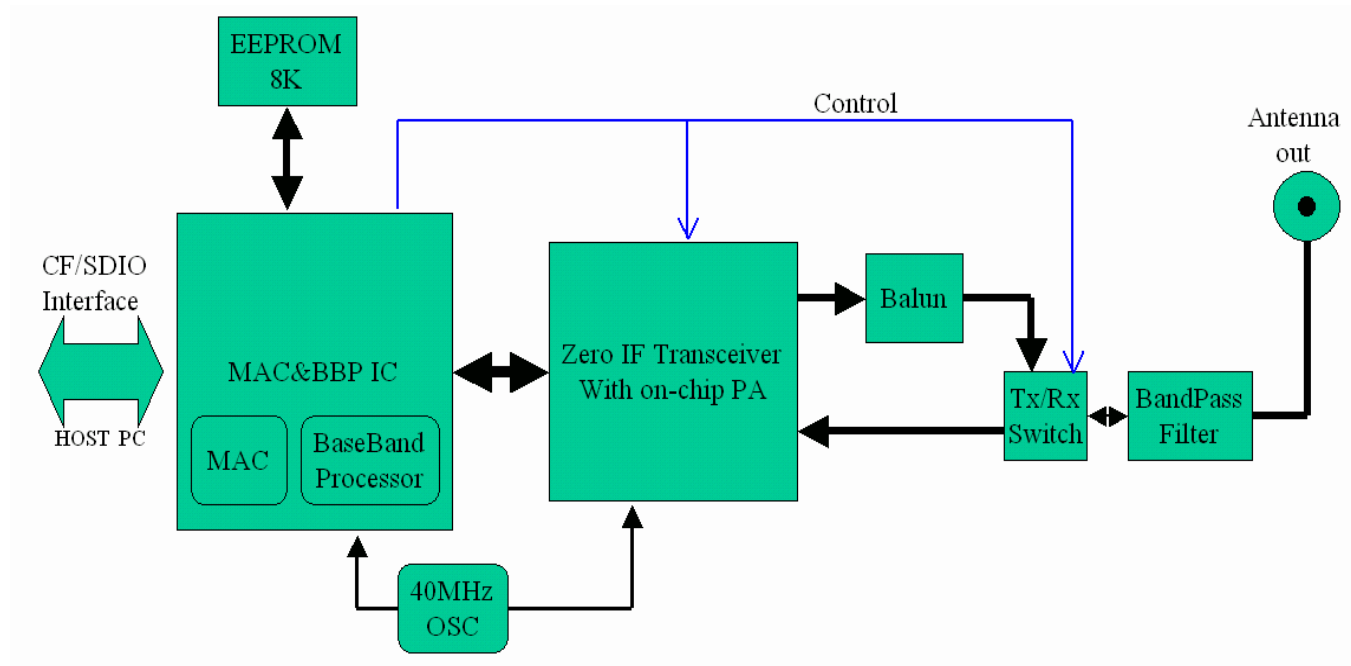 EEPROM
8K
Control
Antenna
out
CF/SDIO
Interface
HOST PC
MAC&BBP IC
MAC
BaseBand
Processor
Zero IF Transceiver
With on-chip PA
Balun
Tx/Rx
Switch
BandPass
Filter
40MHz
OSC